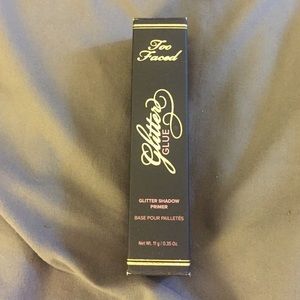 Too
Faced
Glitter
GLUE
GLITTER SHADOW
PRIMER
BASE POUR PAILLETÉS
Net Wt. 11 g / 0.35 Oz.